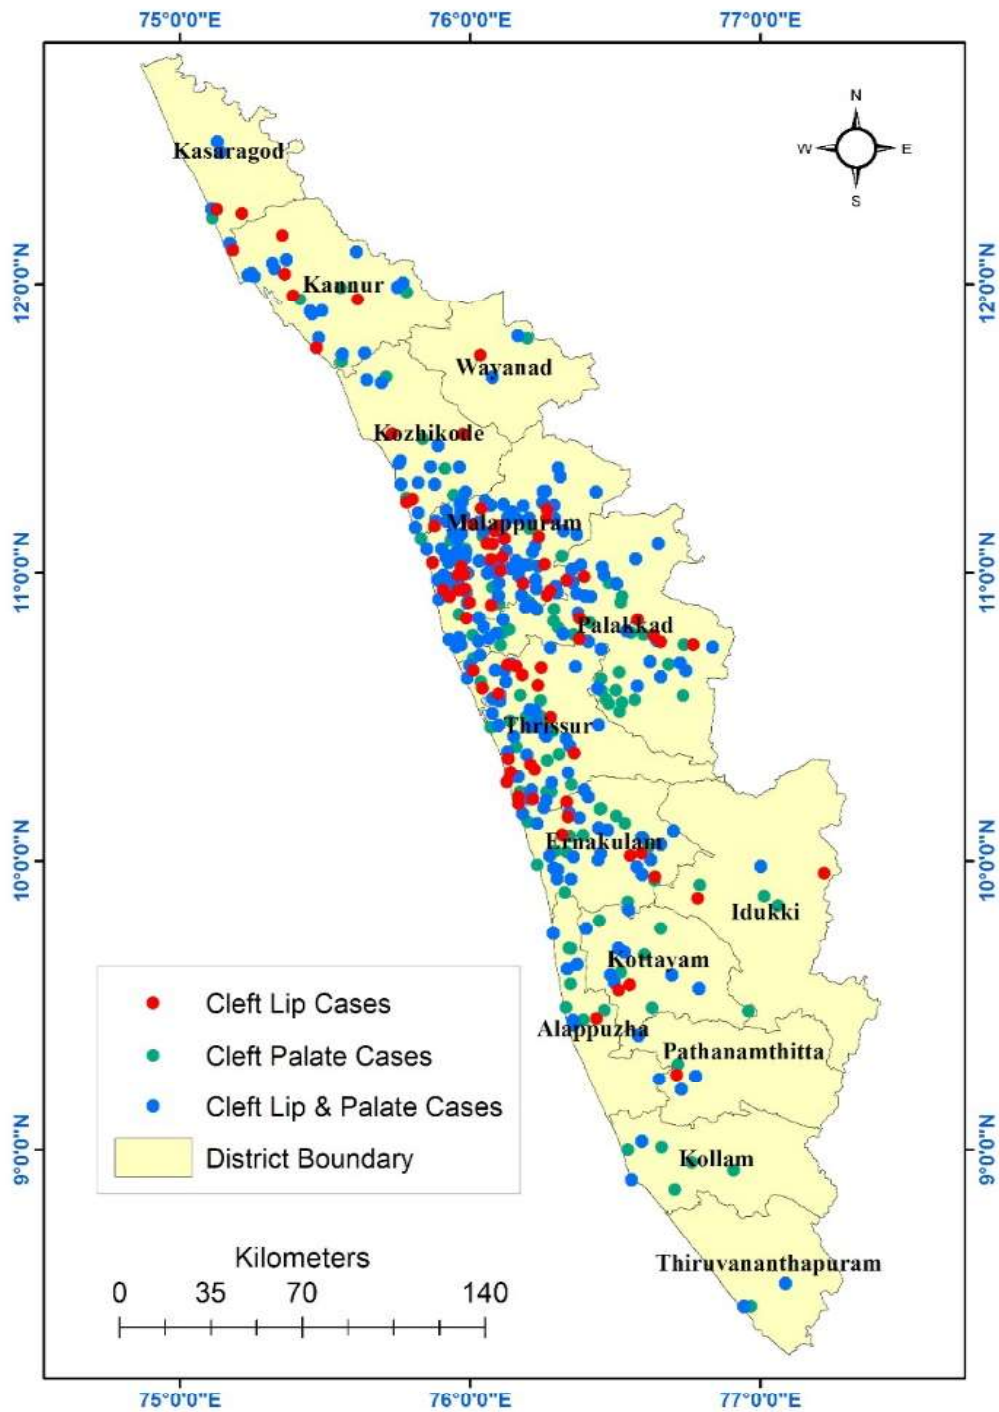 75°0'0"E 76°0'0"E 77°0'0"E
N
W E
S
Kasaragod
12°0'0"N 12°0'0"N
Kannur
Wayanad
Kozhikode
Malappuram
11°0'0"N 11°0'0"N
Palakkad
Thrissur
Ernakulam
10°0'0"N 10°0'0"N
Idukki
Kottayam
Cleft Lip Cases
Alappuzha
Pathanamthitta
Cleft Palate Cases
Cleft Lip & Palate Cases
9°0'0"N 9°0'0"N
District Boundary
Kollam
Kilometers
Thiruvananthapuram
0 35 70 140
75°0'0"E 76°0'0"E 77°0'0"E